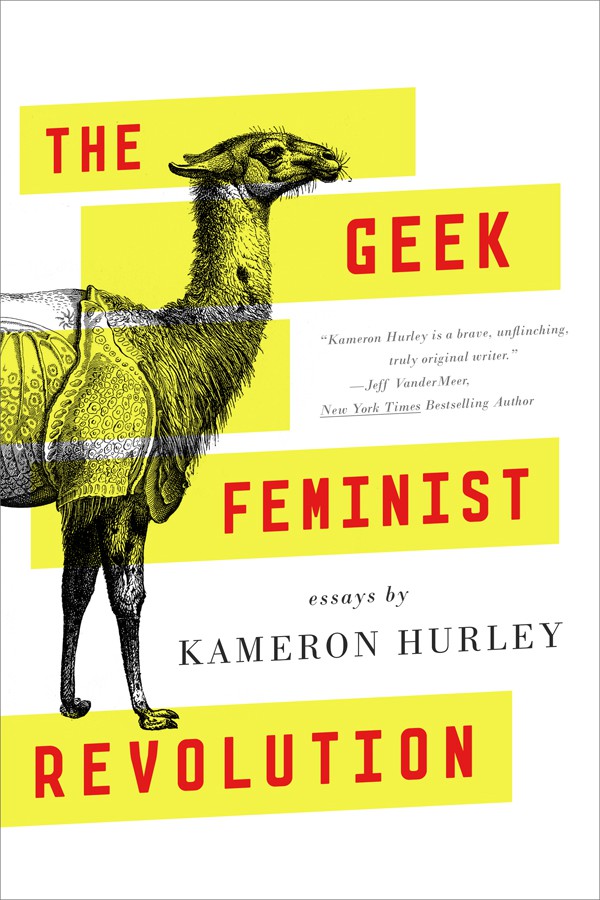 THE
GEEK
“Kameron Hurley is a brave, unflinching,
truly original writer.”
—Jeff VanderMeer,
New York Times Bestselling Author
FEMINIST
essays by
KAMERON HURLEY
REVOLUTION